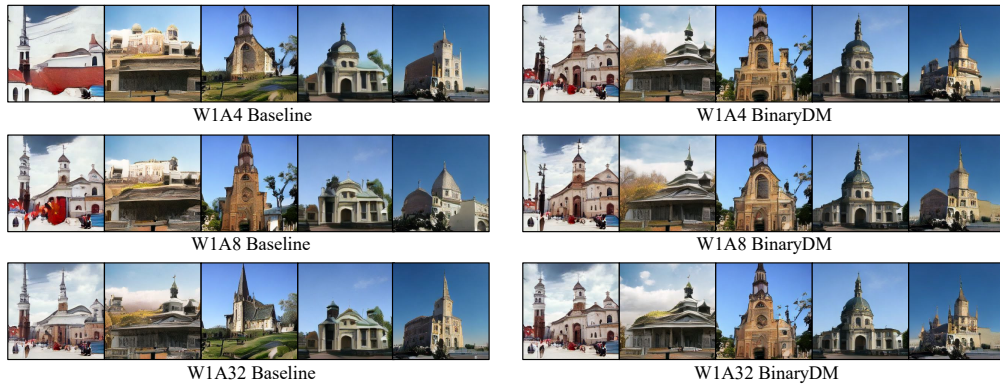 W1A4 Baseline
W1A4 BinaryDM
W1A8 Baseline
W1A8 BinaryDM
W1A32 Baseline
W1A32 BinaryDM